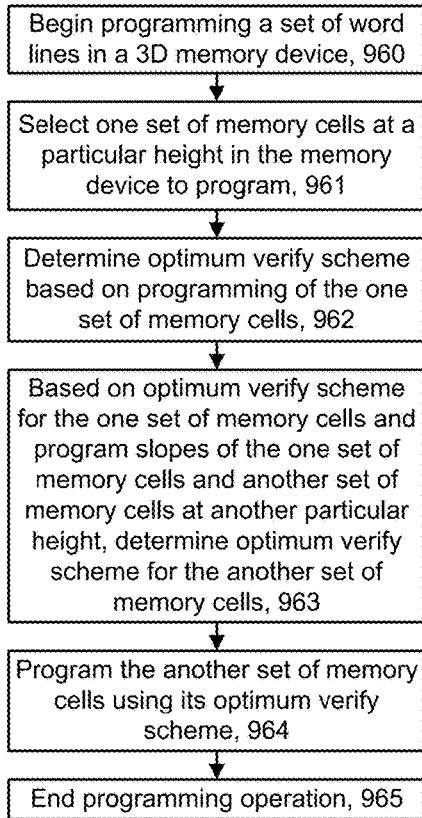 Begin programming a set of word
lines in a 3D memory device, 960
Select one set of memory cells at a
particular height in the memory
device to program, 961
Determine optimum verify scheme
based on programming of the one
set of memory cells, 962
Based on optimum verify scheme
for the one set of memory cells and
program slopes of the one set of
memory cells and another set of
memory cells at another particular
height, determine optimum verify
scheme for the another set of
memory cells, 963
Program the another set of memory
cells using its optimum verify
scheme, 964
End programming operation, 965